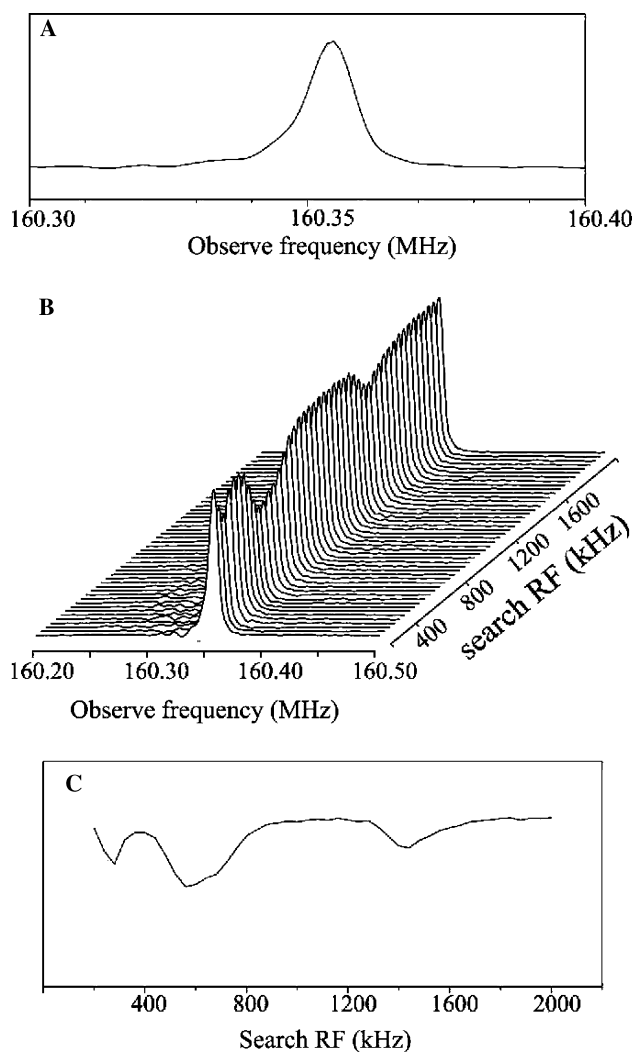 A
160.30
160.35
160.40
Observe frequency (MHz)
B
400
800
1200
1600
search RF (kHz)
160.20
160.30
160.40
160.50
Observe frequency (MHz)
C
400
800
1200
1600
2000
Search RF (kHz)